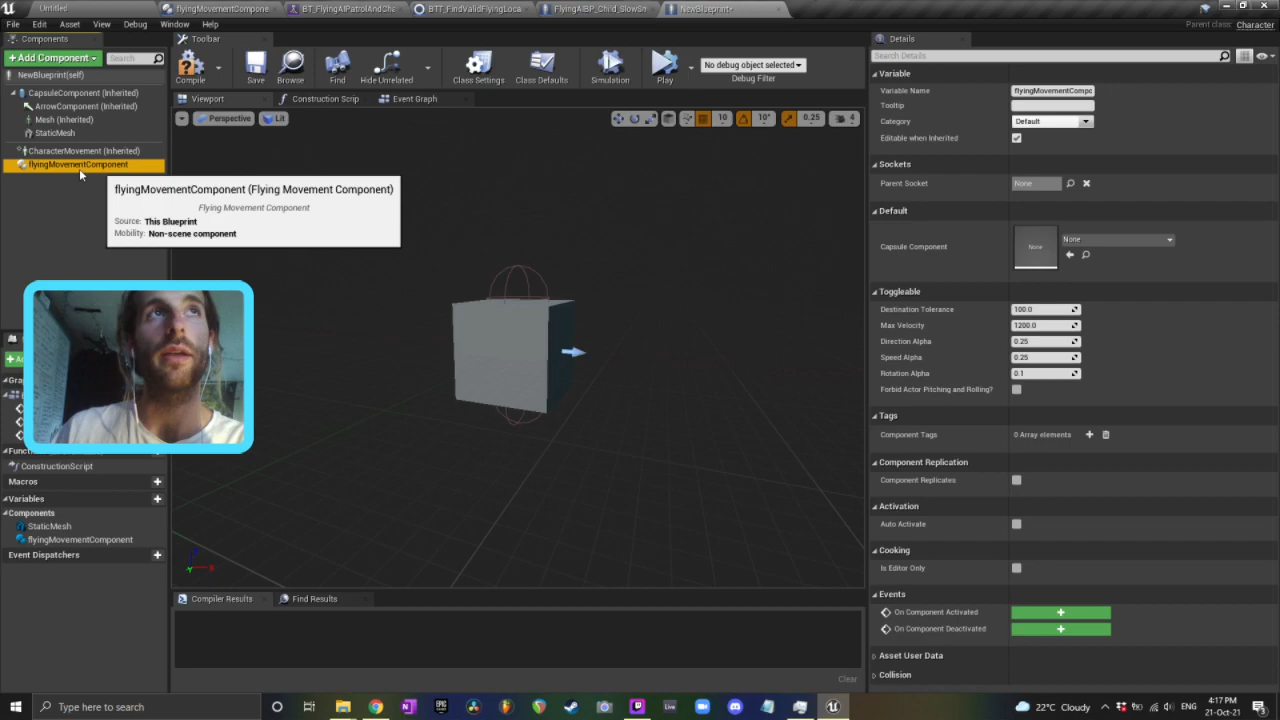 Untitled
flyingMovementCompone
BT_FlyingAIPatrolAndCha
BTT_FindValidFlyingLoca
FlyingAIBP_Child_SlowSm
NewBlueprint*
File
Edit
Asset
View
Debug
Window
Help
Parent class: Character
Components
Toolbar
Details
+ Add Component
Search
Search Details
Compile
Save
Browse
Find
Hide Unrelated
Class Settings
Class Defaults
Simulation
Play
No debug object selected
Debug Filter
NewBlueprint(self)
CapsuleComponent (Inherited)
ArrowComponent (Inherited)
Mesh (Inherited)
StaticMesh
CharacterMovement (Inherited)
flyingMovementComponent
Viewport
Construction Scrip
Event Graph
Perspective
Lit
10
10°
0.25
4
flyingMovementComponent (Flying Movement Component)
Flying Movement Component
Source: This Blueprint
Mobility: Non-scene component
ConstructionScript
Macros
Variables
Components
StaticMesh
flyingMovementComponent
Event Dispatchers
Compiler Results
Find Results
Clear
Variable
Variable Name
flyingMovementCompo
Tooltip
Category
Default
Editable when Inherited
Sockets
Parent Socket
None
Default
Capsule Component
None
None
Toggleable
Destination Tolerance
100.0
Max Velocity
1200.0
Direction Alpha
0.25
Speed Alpha
0.25
Rotation Alpha
0.1
Forbid Actor Pitching and Rolling?
Tags
Component Tags
0 Array elements
Component Replication
Component Replicates
Activation
Auto Activate
Cooking
Is Editor Only
Events
On Component Activated
On Component Deactivated
Asset User Data
Collision
Type here to search
22°C Cloudy
4:17 PM
21-Oct-21